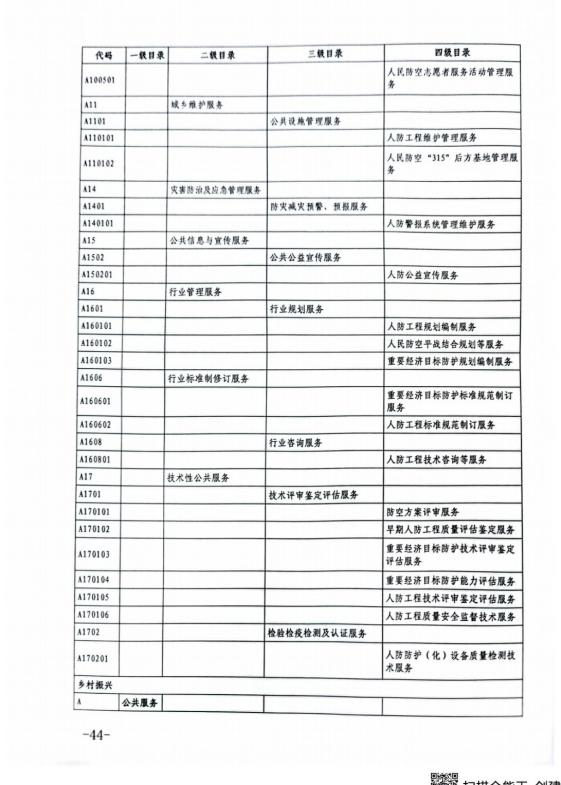 代码 一级目录 二级目录 三级目录 四级目录
A100501 人民防空志愿者服务活动管理服
务
A11 城乡维护服务
A1101 公共设施管理服务
A110101 人防工程维护管理服务
A110102 人民防空“315”后方基地管理服
务
A14 灾害防治及应急管理服务
A1401 防灾减灾预警、预报服务
A140101 人防警报系统管理维护服务
A15 公共信息与宣传服务
A1502 公共公益宣传服务
A150201 人防公益宣传服务
A16 行业管理服务
A1601 行业规划服务
A160101 人防工程规划编制服务
A160102 人民防空平战结合规划等服务
A160103 重要经济目标防护规划编制服务
A1606 行业标准制修订服务
A160601 重要经济目标防护标准规范制订
服务
A160602 人防工程标准规范制订服务
A1608 行业咨询服务
A160801 人防工程技术咨询等服务
A17 技术性公共服务
A1701 技术评审鉴定评估服务
A170101 防空方案评审服务
A170102 早期人防工程质量评估鉴定服务
A170103 重要经济目标防护技术评审鉴定
评估服务
A170104 重要经济目标防护能力评估服务
A170105 人防工程技术评审鉴定评估服务
A170106 人防工程质量安全监督技术服务
A1702 检验检疫检测及认证服务
A170201 人防防护（化）设备质量检测技
术服务
乡村振兴
A 公共服务
-44-